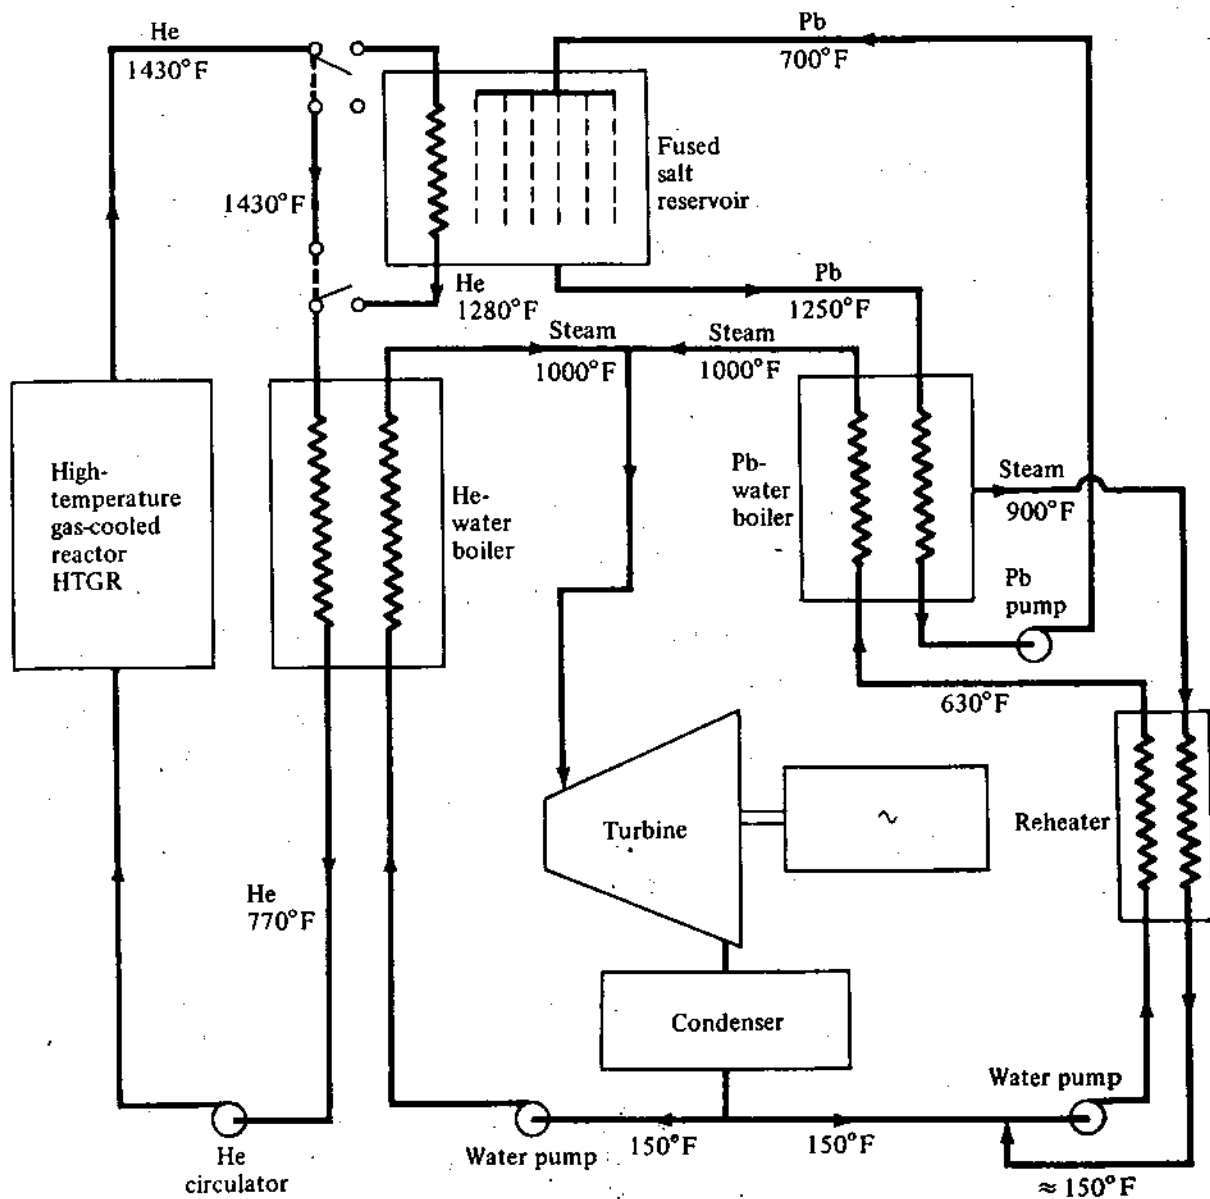 He
1430°F
Pb
700°F
Fused
salt
reservoir
1430°F
He
1280°F
Pb
1250°F
Steam
1000°F
Steam
1000°F
High-
temperature
gas-cooled
reactor
HTGR
He-
water
boiler
Pb-
water
boiler
Steam
900°F
Pb
pump
630°F
Turbine
~
Reheater
He
770°F
Condenser
Water pump
He
circulator
Water pump
150°F
150°F
≈ 150°F